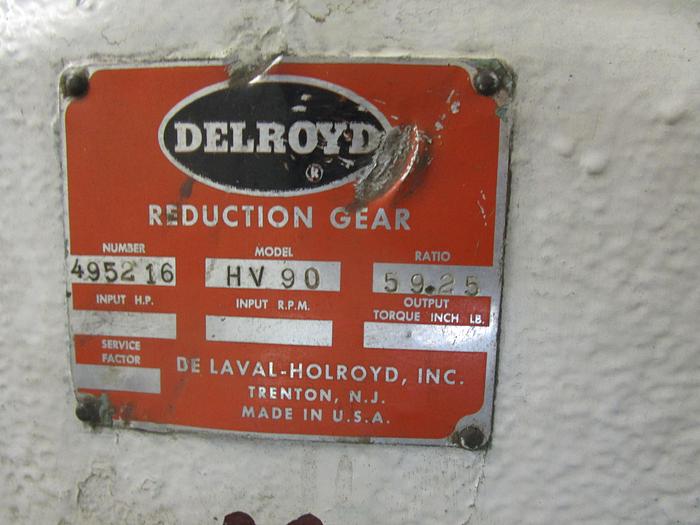 DELROYD
®
REDUCTION GEAR
NUMBER MODEL RATIO
495216 HV 90 59.25
INPUT H.P. INPUT R.P.M. OUTPUT
TORQUE INCH LB.
SERVICE
FACTOR
DE LAVAL-HOLROYD, INC.
TRENTON, N.J.
MADE IN U.S.A.